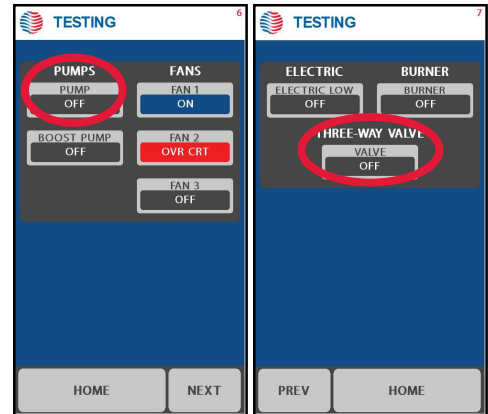 TESTING
6
PUMPS
FANS
PUMP
OFF
FAN 1
ON
BOOST PUMP
OFF
FAN 2
OVR CRT
FAN 3
OFF
HOME
NEXT
TESTING
7
ELECTRIC
BURNER
ELECTRIC LOW
OFF
BURNER
OFF
THREE-WAY VALVE
VALVE
OFF
PREV
HOME